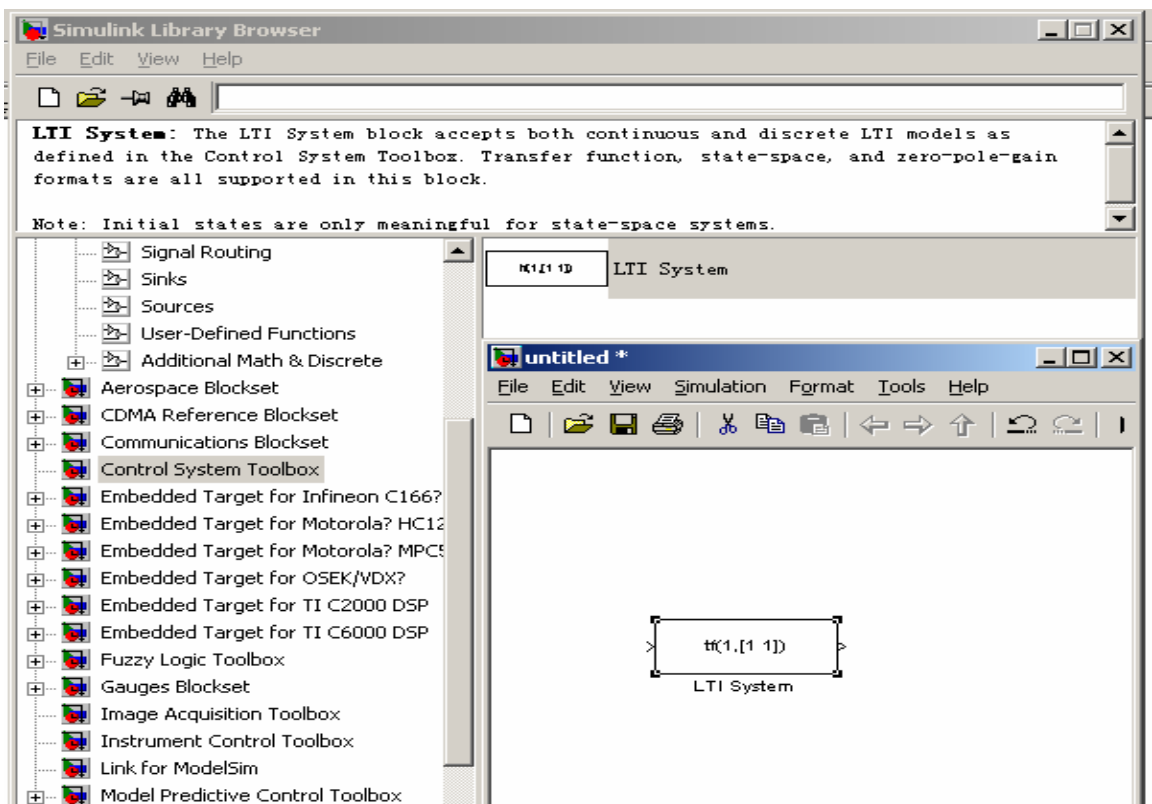 Simulink Library Browser
File Edit View Help
LTI System: The LTI System block accepts both continuous and discrete LTI models as
defined in the Control System Toolbox. Transfer function, state-space, and zero-pole-gain
formats are all supported in this block.
Note: Initial states are only meaningful for state-space systems.
Signal Routing
Sinks
Sources
User-Defined Functions
Additional Math & Discrete
Aerospace Blockset
CDMA Reference Blockset
Communications Blockset
Control System Toolbox
Embedded Target for Infineon C166?
Embedded Target for Motorola? HC12
Embedded Target for Motorola? MPC5
Embedded Target for OSEK/VDX?
Embedded Target for TI C2000 DSP
Embedded Target for TI C6000 DSP
Fuzzy Logic Toolbox
Gauges Blockset
Image Acquisition Toolbox
Instrument Control Toolbox
Link for ModelSim
Model Predictive Control Toolbox
LTI System
untitled *
File Edit View Simulation Format Tools Help
tf(1,[1 1])
LTI System